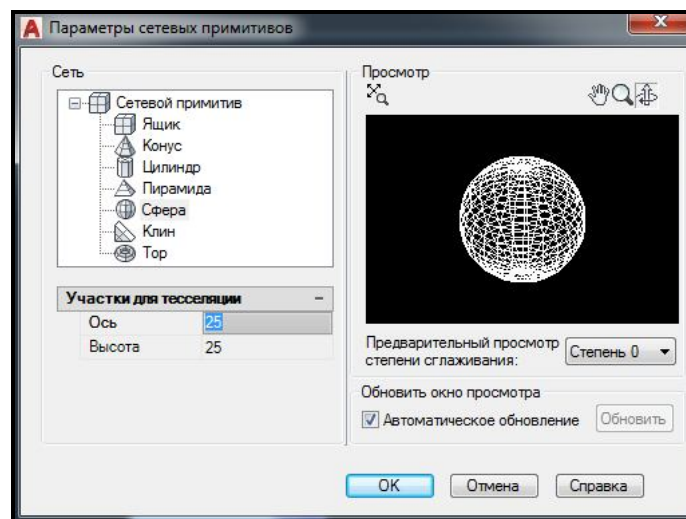 Параметры сетевых примитивов
Сеть
Сетевой примитив
Ящик
Конус
Цилиндр
Пирамида
Сфера
Клин
Тор
Участки для тесселяции
Ось 25
Высота 25
Просмотр
Предварительный просмотр
степени сглаживания:
Степень 0
Обновить окно просмотра
Автоматическое обновление
Обновить
OK
Отмена
Справка